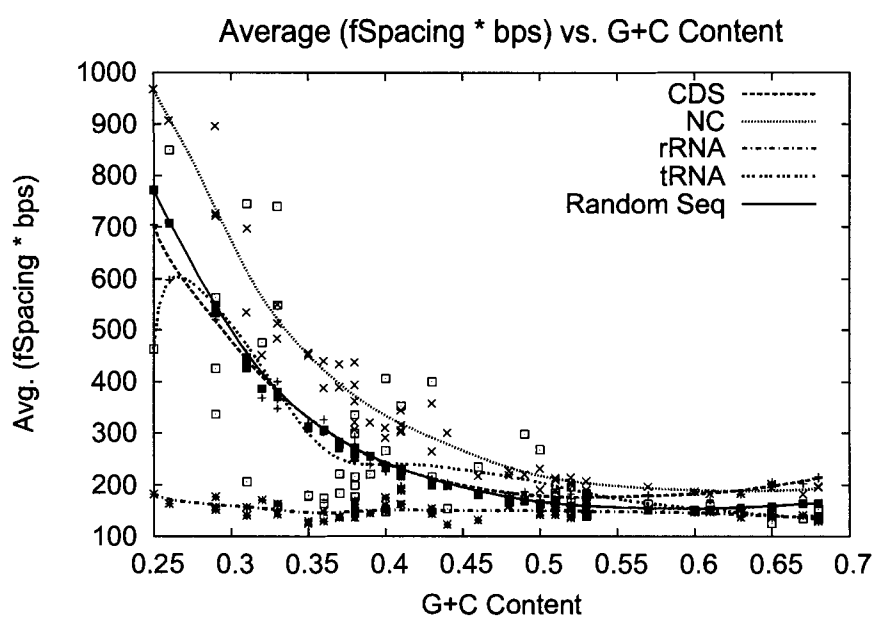 Average (fSpacing * bps) vs. G+C Content
1000
900
800
700
600
500
400
300
200
100
Avg. (fSpacing * bps)
CDS
NC
rRNA
tRNA
Random Seq
0.25 0.3 0.35 0.4 0.45 0.5 0.55 0.6 0.65 0.7
G+C Content